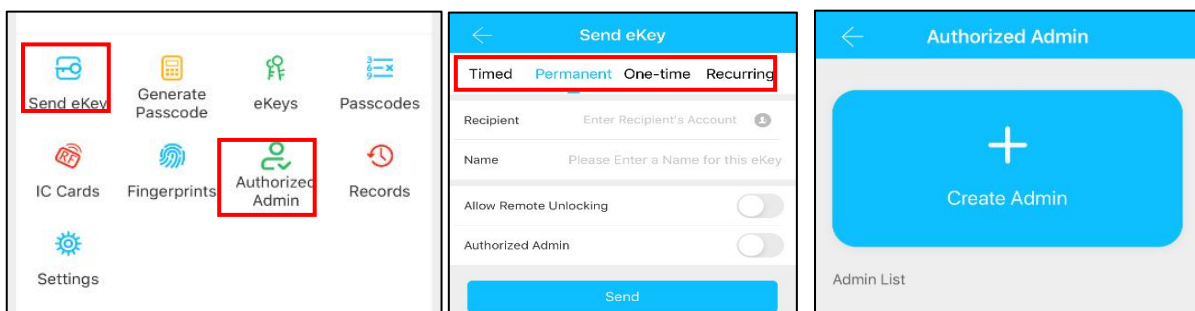 Send eKey
Generate
Passcode
eKeys
Passcodes
IC Cards
Fingerprints
Authorized
Admin
Records
Settings
Send eKey
Timed Permanent One-time Recurring
Recipient Enter Recipient's Account
Name Please Enter a Name for this eKey
Allow Remote Unlocking
Authorized Admin
Send
Authorized Admin
Create Admin
Admin List